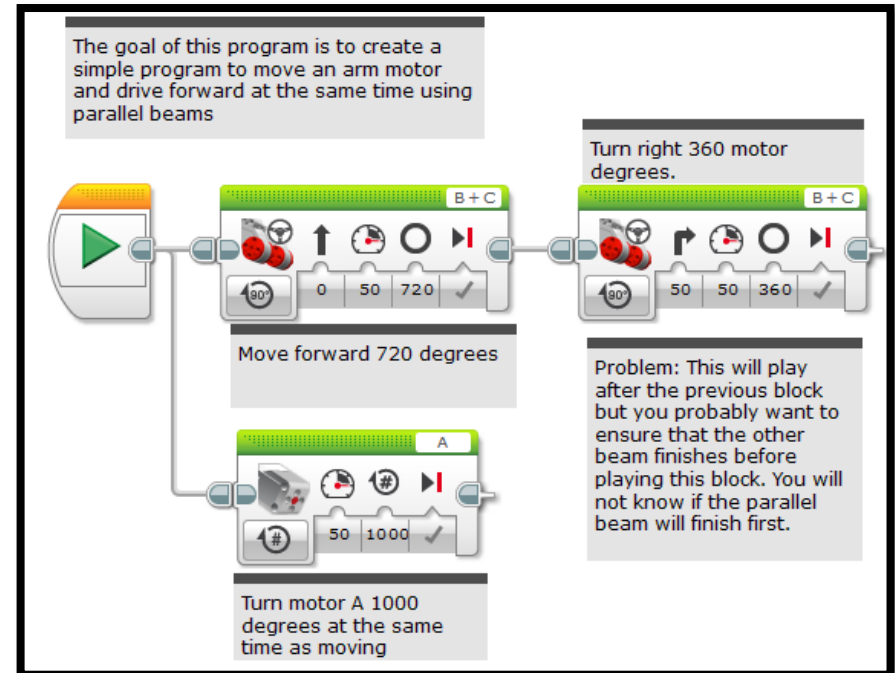 The goal of this program is to create a
simple program to move an arm motor
and drive forward at the same time using
parallel beams
Turn right 360 motor
degrees.
B+C
B+C
90°
0 50 720
90°
50 50 360
Move forward 720 degrees
Problem: This will play
after the previous block
but you probably want to
ensure that the other
beam finishes before
playing this block. You will
not know if the parallel
beam will finish first.
A
#
#
50 1000
Turn motor A 1000
degrees at the same
time as moving